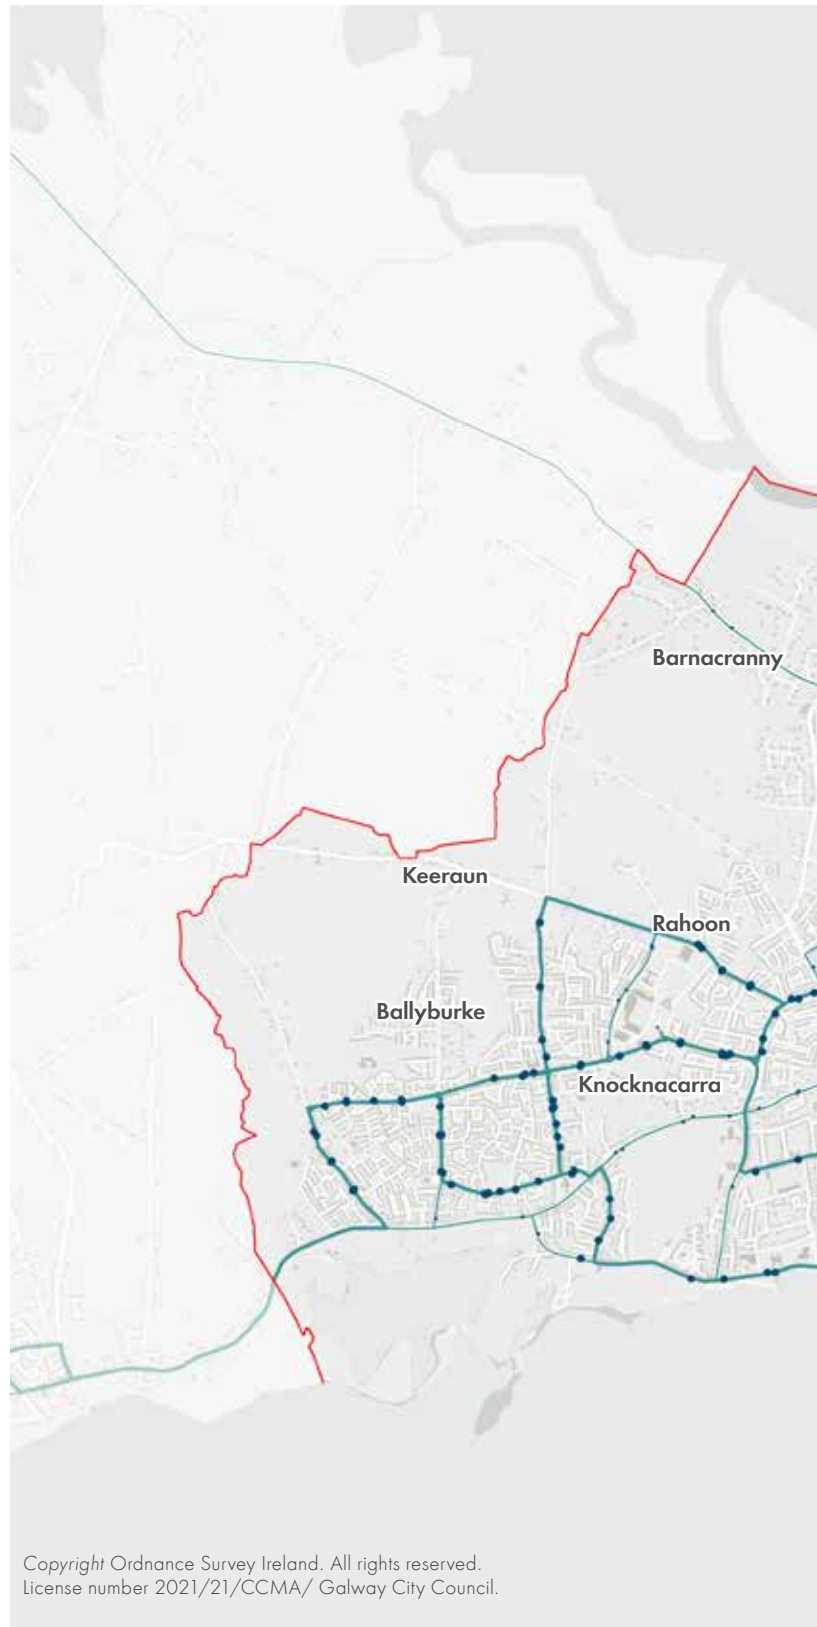 Barnacranny
Keeraun
Rahoon
Ballyburke
Knocknacarra
Copyright Ordnance Survey Ireland. All rights reserved.
License number 2021/21/CCMA/ Galway City Council.